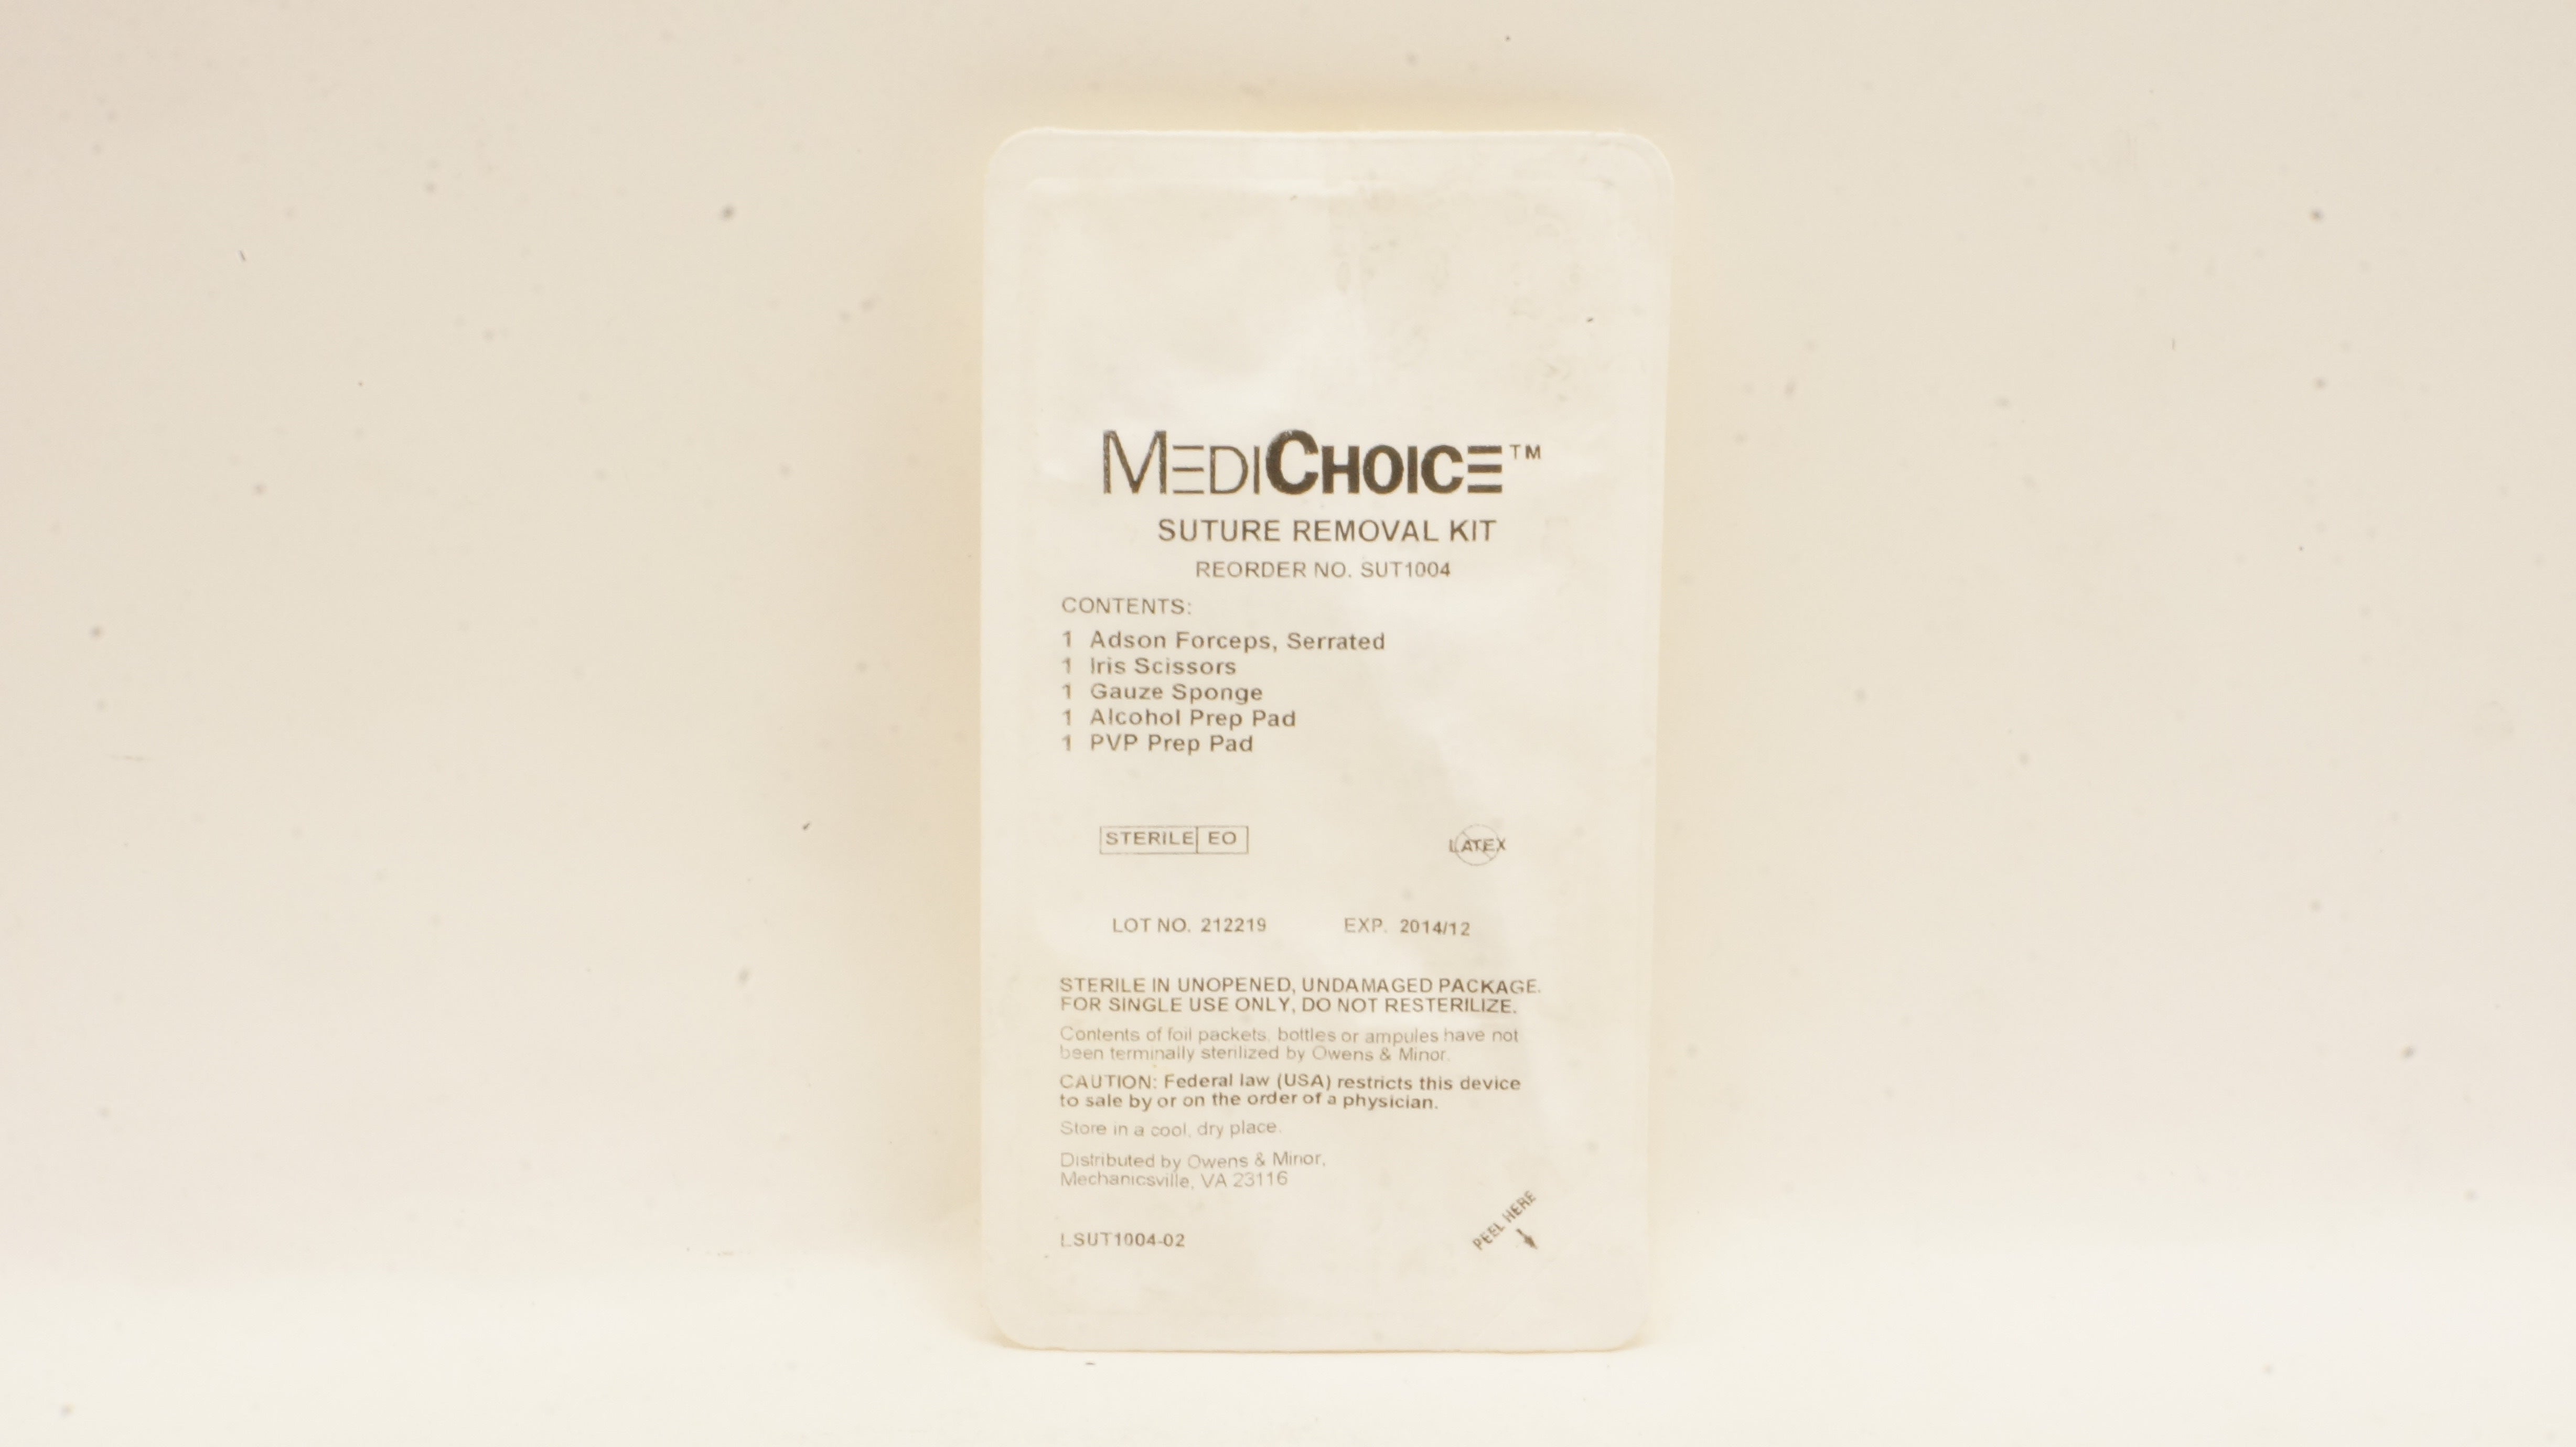 MEDICHOICE™
SUTURE REMOVAL KIT
REORDER NO. SUT1004
CONTENTS:
1 Adson Forceps, Serrated
1 Iris Scissors
1 Gauze Sponge
1 Alcohol Prep Pad
1 PVP Prep Pad
STERILE EO
LATEX
LOT NO. 212219 EXP. 2014/12
STERILE IN UNOPENED, UNDAMAGED PACKAGE.
FOR SINGLE USE ONLY, DO NOT RESTERILIZE.
Contents of foil packets, bottles or ampules have not
been terminally sterilized by Owens & Minor.
CAUTION: Federal law (USA) restricts this device
to sale by or on the order of a physician.
Store in a cool, dry place.
Distributed by Owens & Minor,
Mechanicsville, VA 23116
PEEL HERE
LSUT1004-02